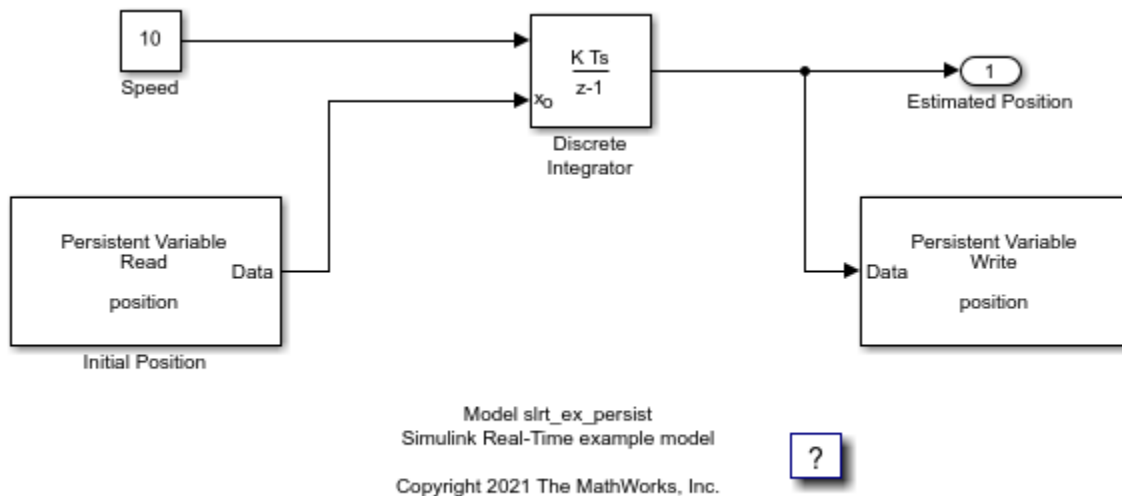 10
Speed
K Ts
z-1
xo
Discrete
Integrator
1
Estimated Position
Persistent Variable
Read
Data
position
Initial Position
Persistent Variable
Write
Data
position
Model slrt_ex_persist
Simulink Real-Time example model
?
Copyright 2021 The MathWorks, Inc.